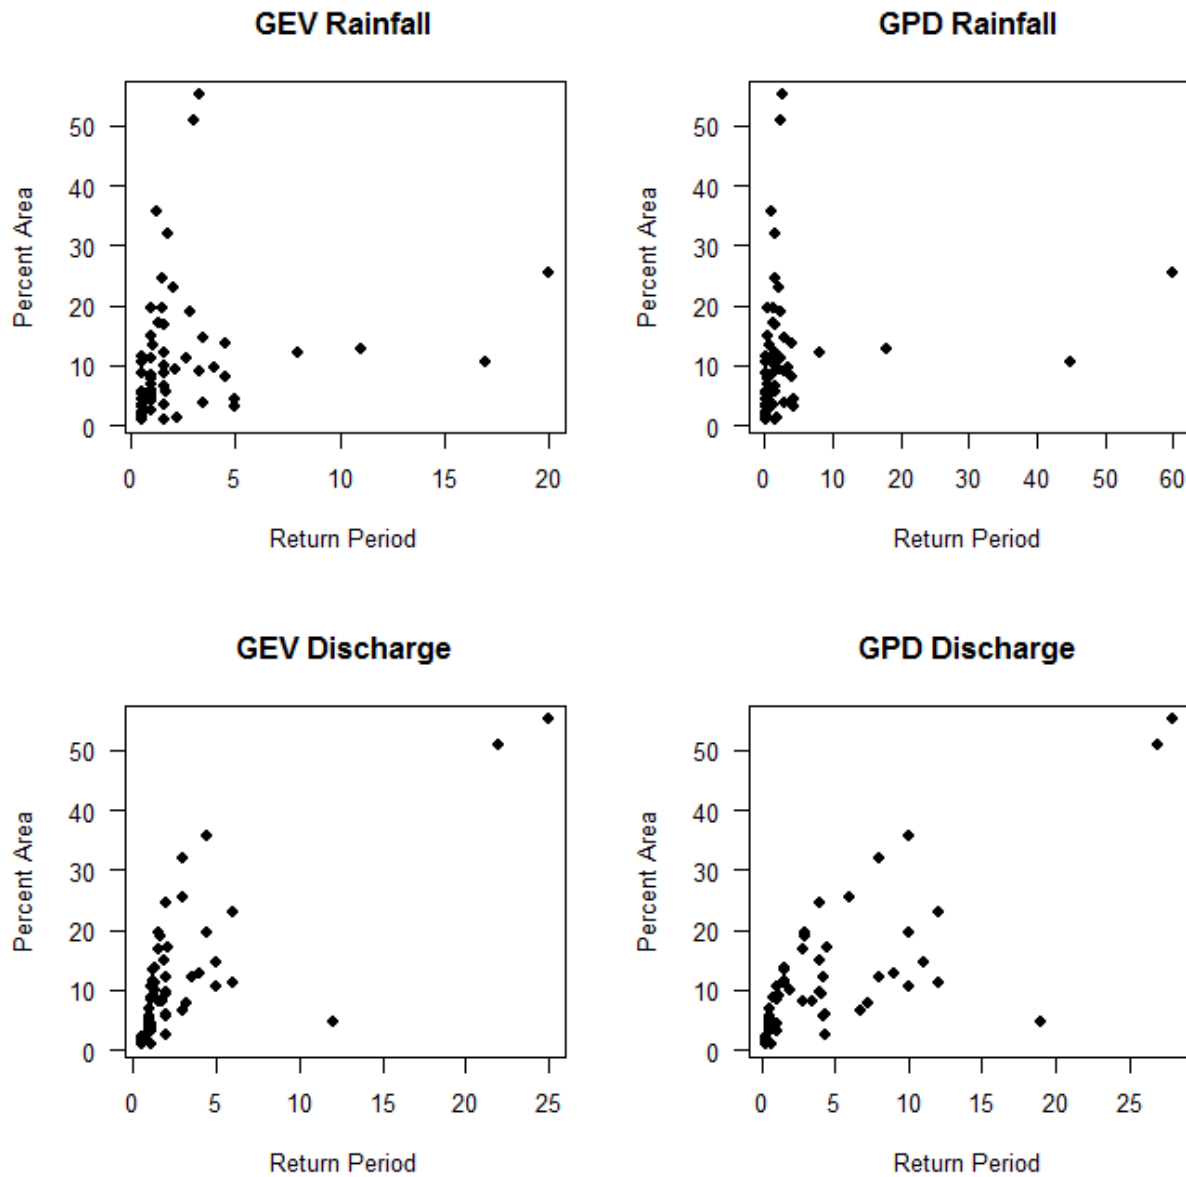 GEV Rainfall
Percent Area
50
40
30
20
10
0
0 5 10 15 20
Return Period
GPD Rainfall
Percent Area
50
40
30
20
10
0
0 10 20 30 40 50 60
Return Period
GEV Discharge
Percent Area
50
40
30
20
10
0
0 5 10 15 20 25
Return Period
GPD Discharge
Percent Area
50
40
30
20
10
0
0 5 10 15 20 25
Return Period